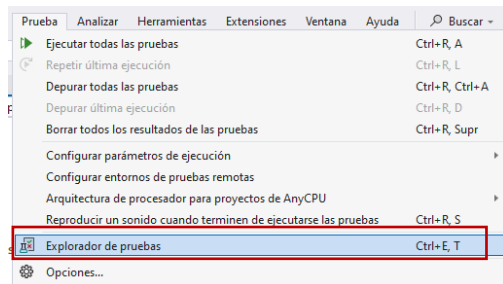 Prueba Analizar Herramientas Extensiones Ventana Ayuda Buscar
Ejecutar todas las pruebas Ctrl+R, A
Repetir última ejecución Ctrl+R, L
Depurar todas las pruebas Ctrl+R, Ctrl+A
Depurar última ejecución Ctrl+R, D
Borrar todos los resultados de las pruebas Ctrl+R, Supr
Configurar parámetros de ejecución
Configurar entornos de pruebas remotas
Arquitectura de procesador para proyectos de AnyCPU
Reproducir un sonido cuando terminen de ejecutarse las pruebas Ctrl+R, S
Explorador de pruebas Ctrl+E, T
Opciones...